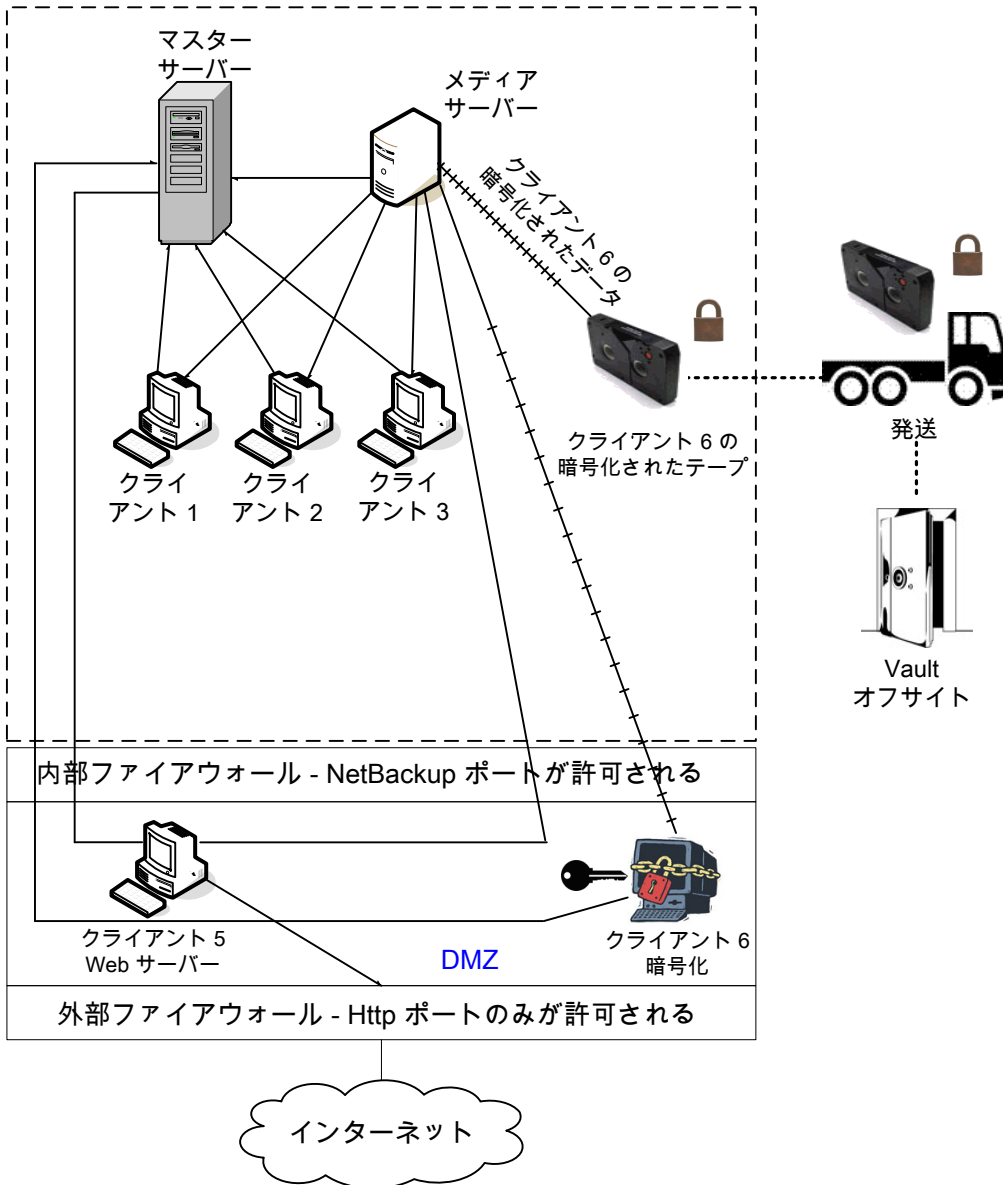 マスター
サーバー
メディア
サーバー
クライアント 6 の
暗号化されたデータ
クライアント 6 の
暗号化されたテープ
発送
クライ
アント 1
クライ
アント 2
クライ
アント 3
Vault
オフサイト
内部ファイアウォール - NetBackup ポートが許可される
クライアント 5
Web サーバー
DMZ
クライアント 6
暗号化
外部ファイアウォール - Http ポートのみが許可される
インターネット